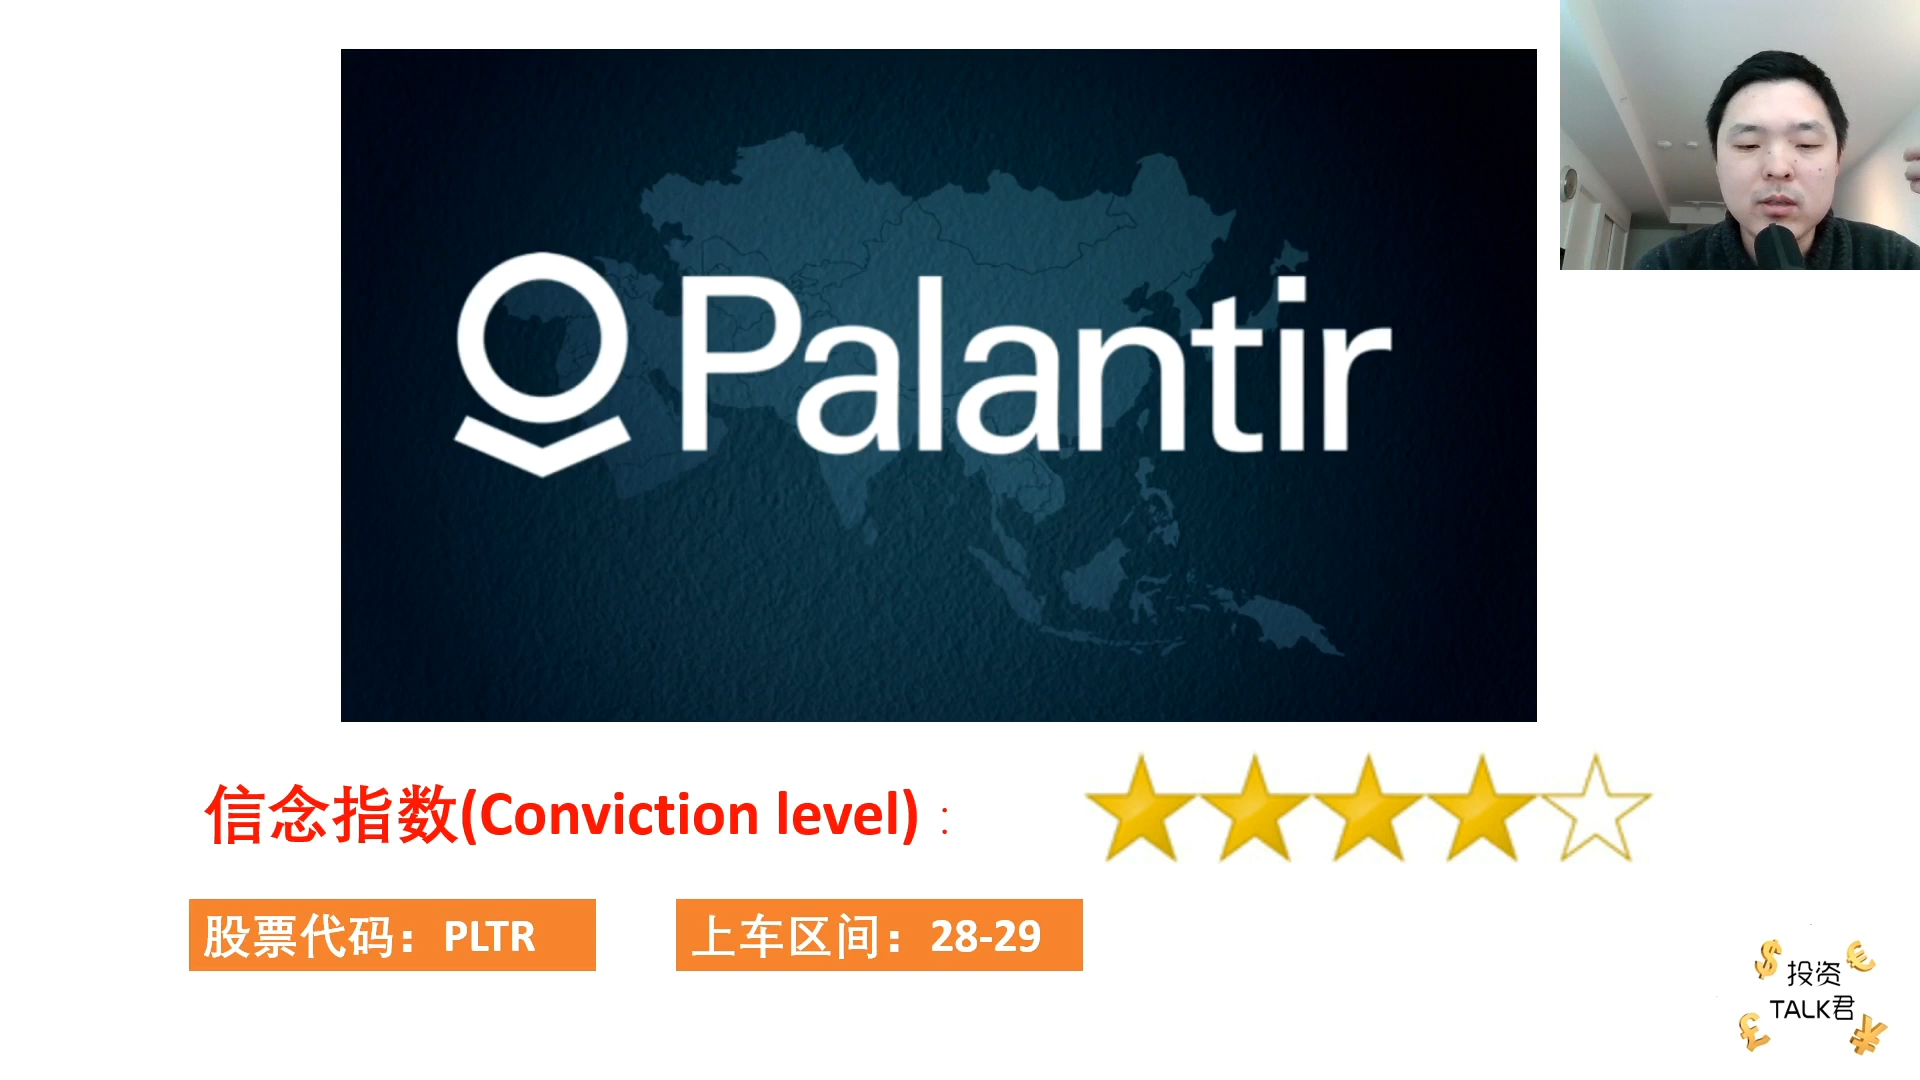 Palantir
信念指数(Conviction level)：
股票代码：PLTR
上车区间：28-29
投资
TALK君